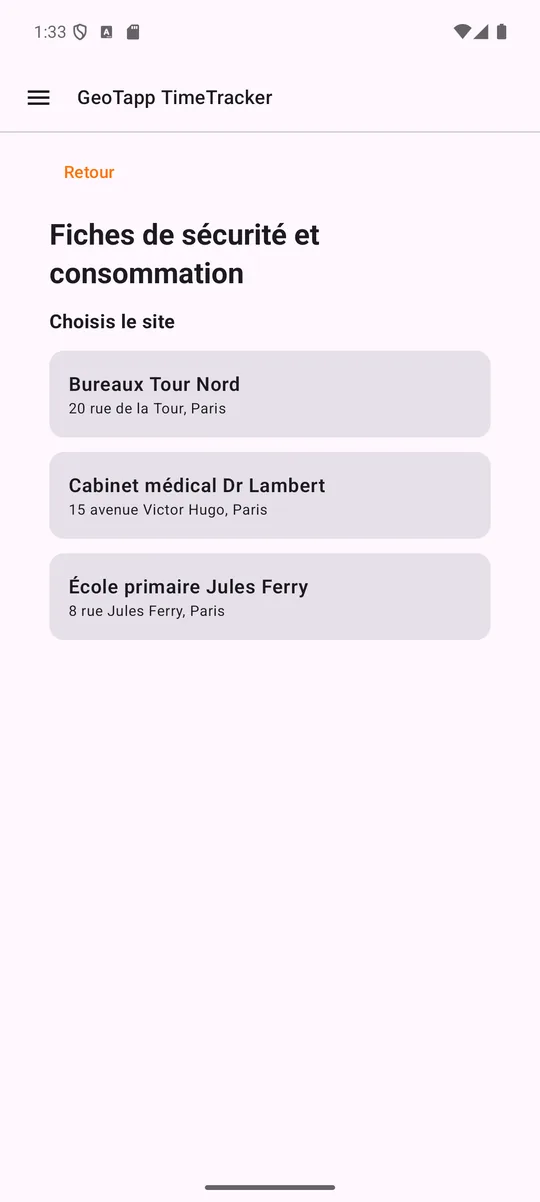 1:33
GeoTapp TimeTracker
Retour
Fiches de sécurité et
consommation
Choisis le site
Bureaux Tour Nord
20 rue de la Tour, Paris
Cabinet médical Dr Lambert
15 avenue Victor Hugo, Paris
École primaire Jules Ferry
8 rue Jules Ferry, Paris